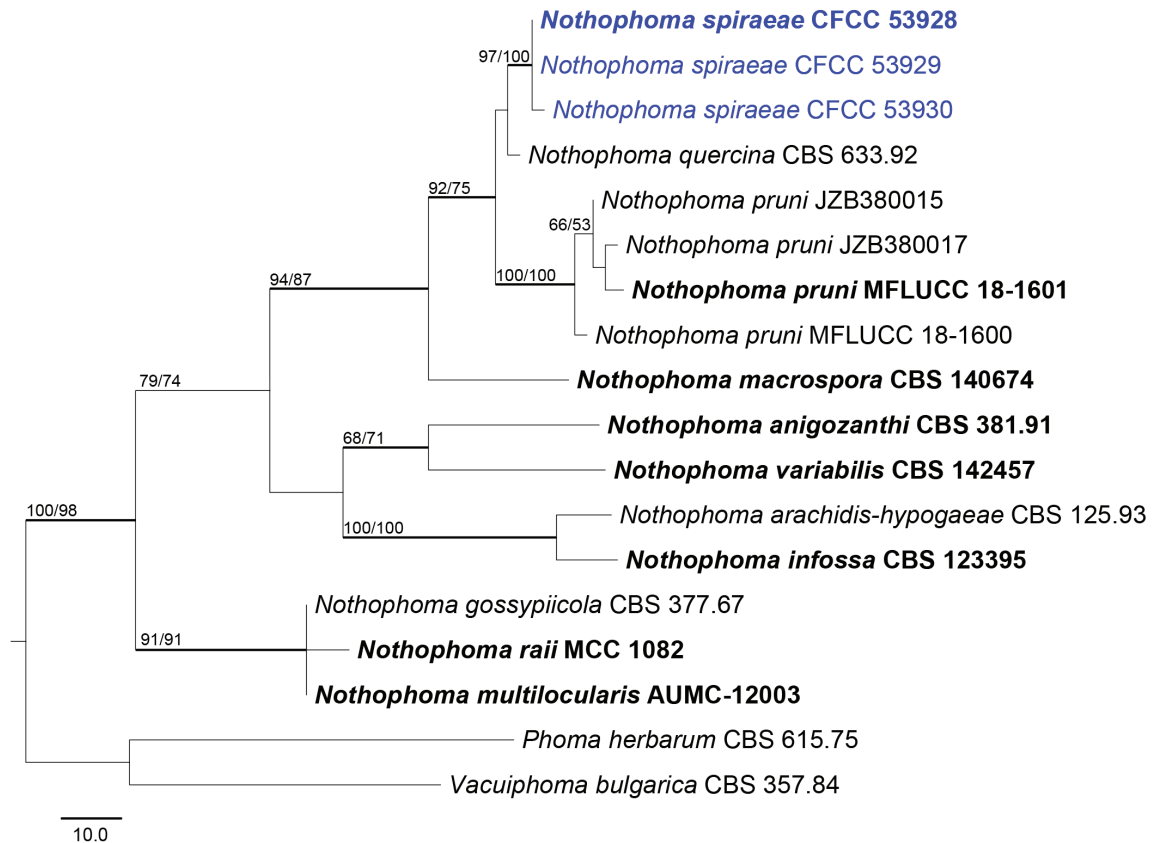 Nothophoma spiraeae CFCC 53928
97/100
Nothophoma spiraeae CFCC 53929
Nothophoma spiraeae CFCC 53930
Nothophoma quercina CBS 633.92
92/75
Nothophoma pruni JZB380015
66/53
Nothophoma pruni JZB380017
100/100
Nothophoma pruni MFLUCC 18-1601
94/87
Nothophoma pruni MFLUCC 18-1600
Nothophoma macrospora CBS 140674
79/74
Nothophoma anigozanthi CBS 381.91
68/71
Nothophoma variabilis CBS 142457
Nothophoma arachidis-hypogaeae CBS 125.93
100/98
100/100
Nothophoma infossa CBS 123395
Nothophoma gossypiicola CBS 377.67
91/91
Nothophoma raii MCC 1082
Nothophoma multilocularis AUMC-12003
Phoma herbarum CBS 615.75
Vacuiphoma bulgarica CBS 357.84
10.0